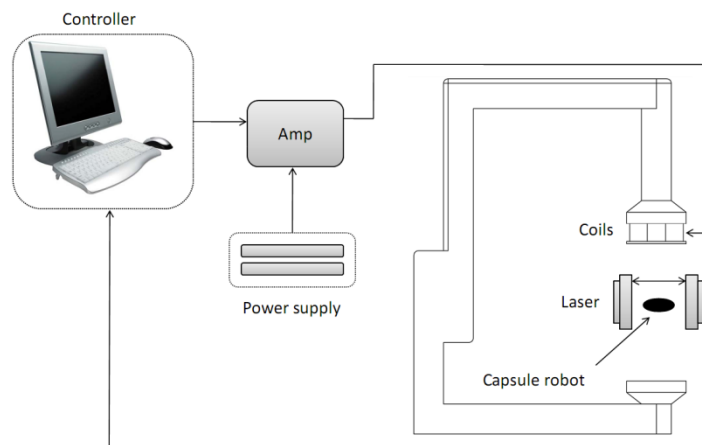 Controller
Amp
Power supply
Coils
Laser
Capsule robot